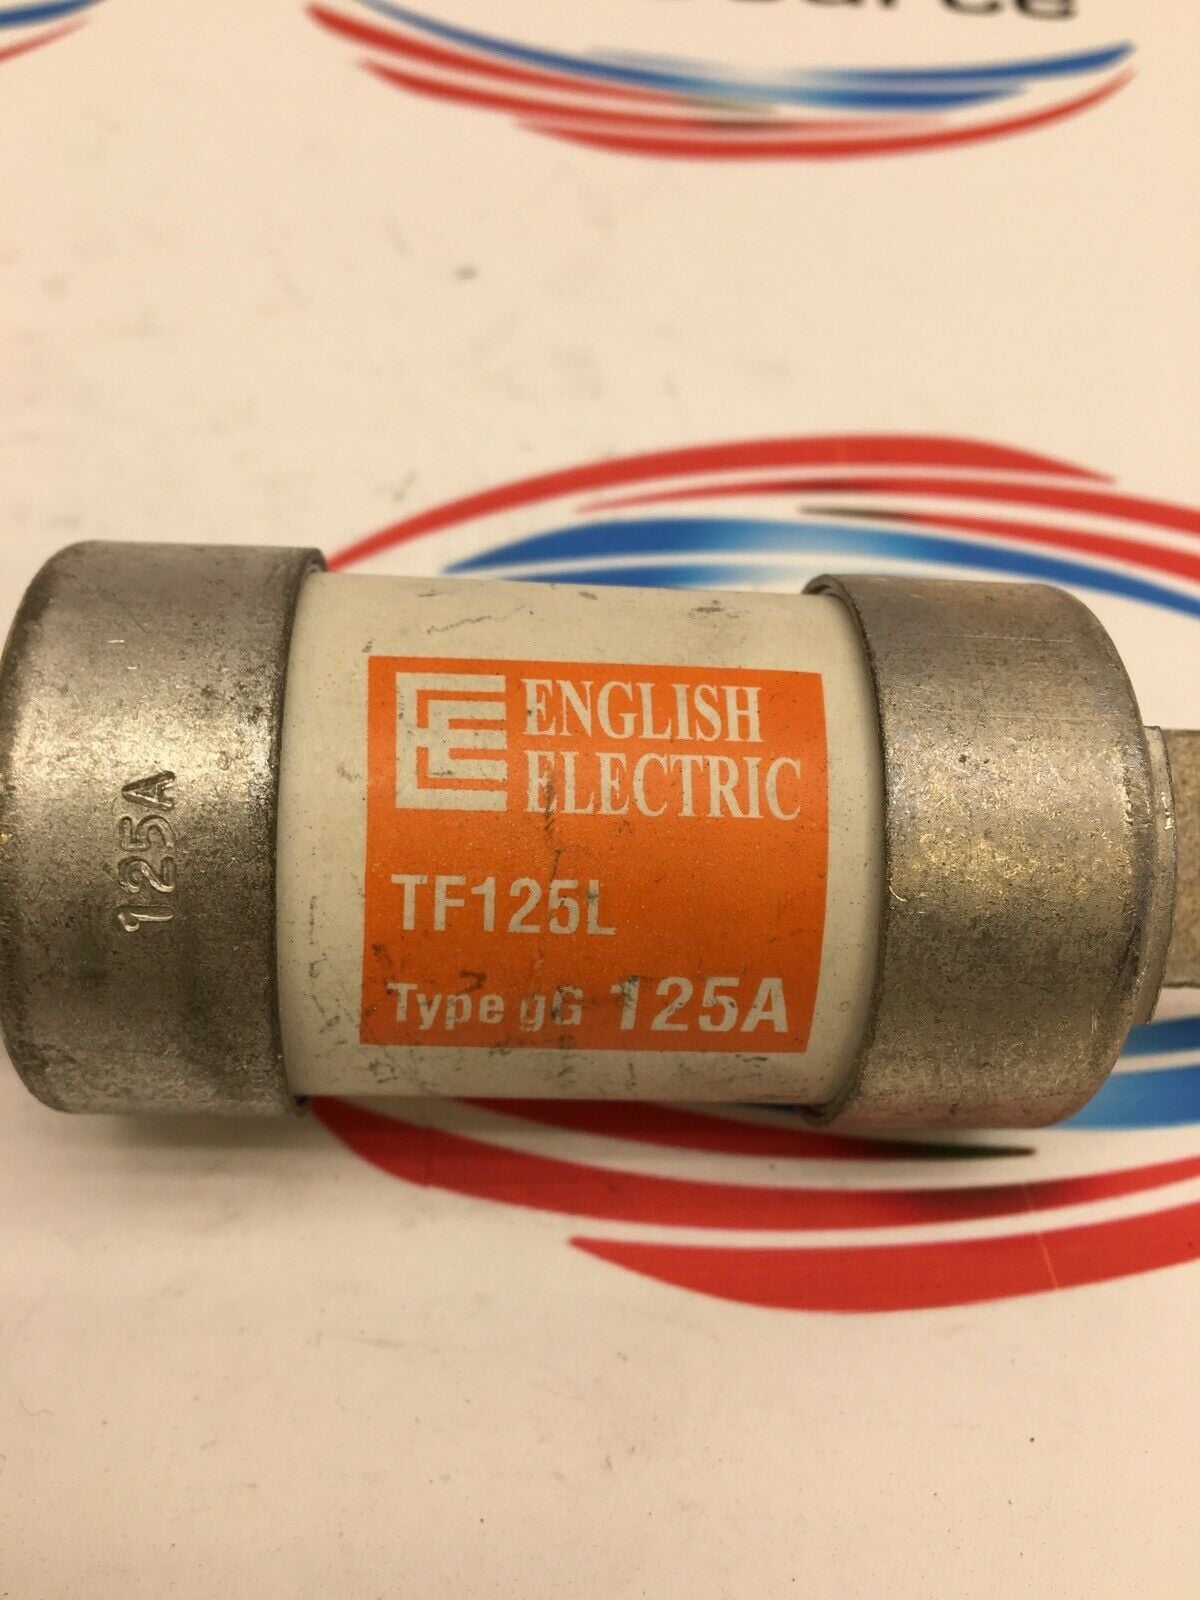 125A
ENGLISH
ELECTRIC
TF125L
Type gG 125A